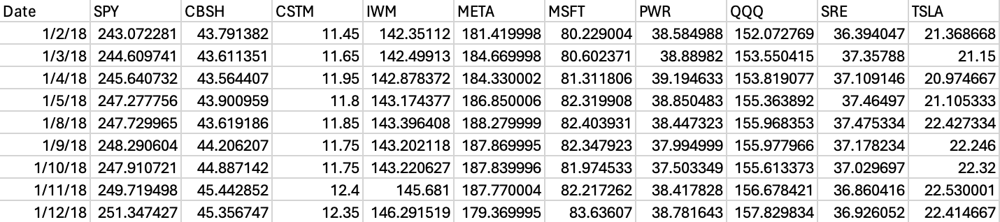 Date SPY CBSH CSTM IWM META MSFT PWR QQQ SRE TSLA
1/2/18 243.072281 43.791382 11.45 142.35112 181.419998 80.229004 38.584988 152.072769 36.394047 21.368668
1/3/18 244.609741 43.611351 11.65 142.49913 184.669998 80.602371 38.88982 153.550415 37.35788 21.15
1/4/18 245.640732 43.564407 11.95 142.878372 184.330002 81.311806 39.194633 153.819077 37.109146 20.974667
1/5/18 247.277756 43.900959 11.8 143.174377 186.850006 82.319908 38.850483 155.363892 37.46497 21.105333
1/8/18 247.729965 43.619186 11.85 143.396408 188.279999 82.403931 38.447323 155.968353 37.475334 22.427334
1/9/18 248.290604 44.206207 11.75 143.202118 187.869995 82.347923 37.994999 155.977966 37.178234 22.246
1/10/18 247.910721 44.887142 11.75 143.220627 187.839996 81.974533 37.503349 155.613373 37.029697 22.32
1/11/18 249.719498 45.442852 12.4 145.681 187.770004 82.217262 38.417828 156.678421 36.860416 22.530001
1/12/18 251.347427 45.356747 12.35 146.291519 179.369995 83.63607 38.781643 157.829834 36.926052 22.414667